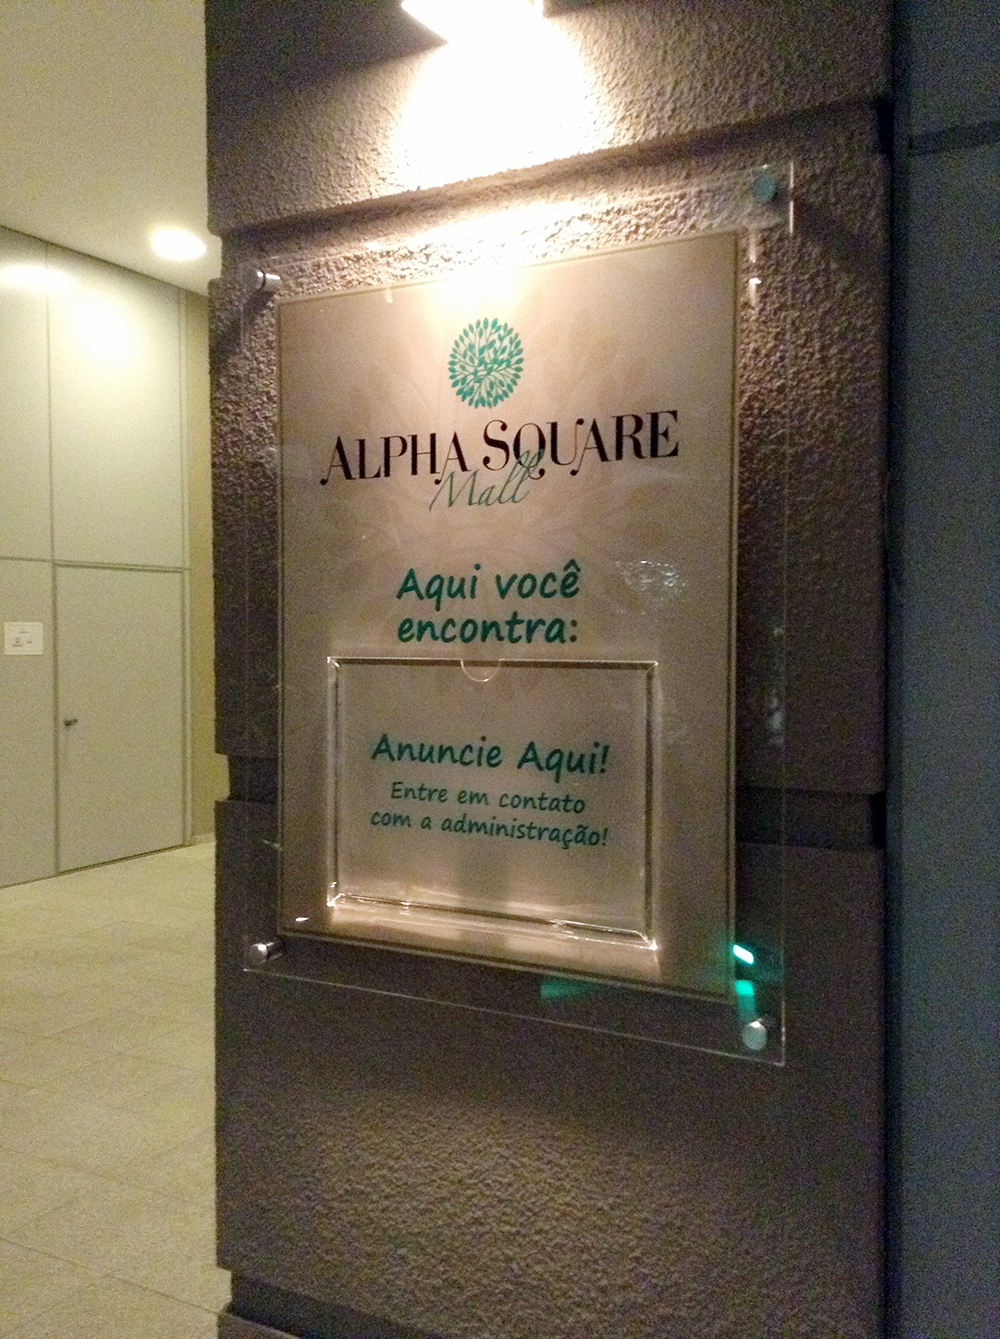 ALPHA SQUARE
Mall
Aqui você
encontra:
Anuncie Aqui!
Entre em contato
com a administração!